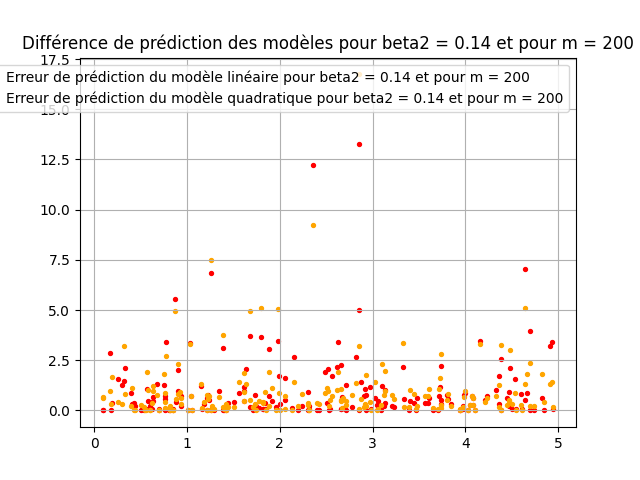 Différence de prédiction des modèles pour beta2 = 0.14 et pour m = 200
17.5
Erreur de prédiction du modèle linéaire pour beta2 = 0.14 et pour m = 200
Erreur de prédiction du modèle quadratique pour beta2 = 0.14 et pour m = 200
15.0
12.5
10.0
7.5
5.0
2.5
0.0
0 1 2 3 4 5